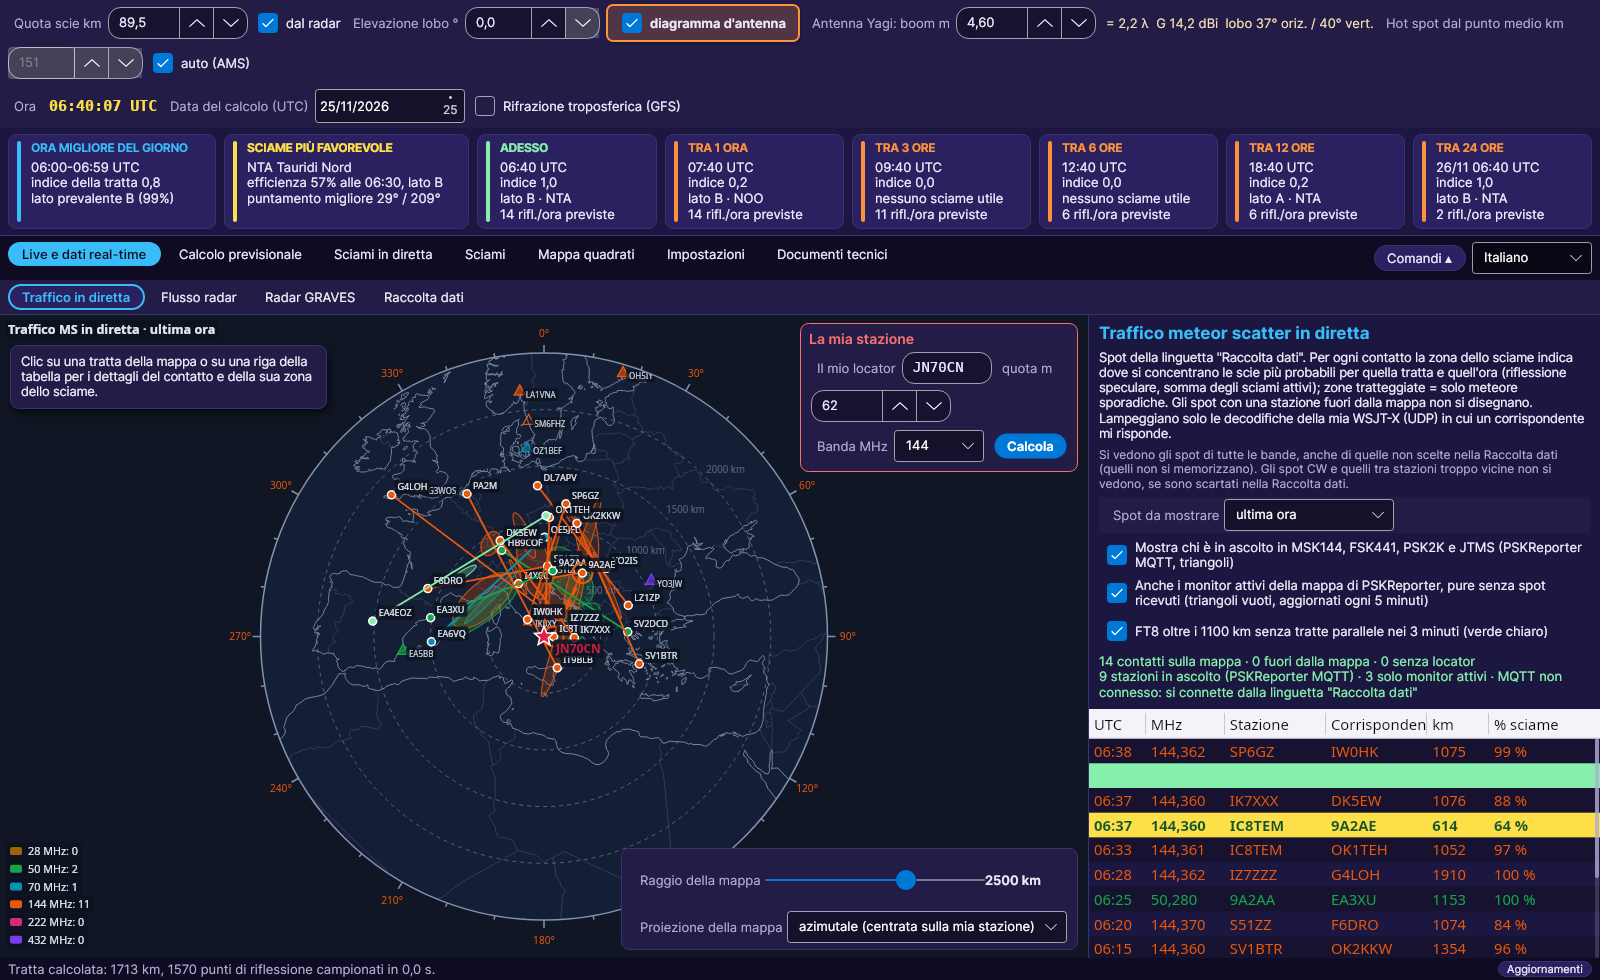 Quota scie km 89,5 dal radar Elevazione lobo ° 0,0 diagramma d'antenna Antenna Yagi: boom m 4,60 = 2,2 λ G 14,2 dBi lobo 37° oriz. / 40° vert. Hot spot dal punto medio km
151 auto (AMS)
Ora 06:40:07 UTC Data del calcolo (UTC) 25/11/2026 25 Rifrazione troposferica (GFS)
ORA MIGLIORE DEL GIORNO
06:00-06:59 UTC
indice della tratta 0,8
lato prevalente B (99%)
SCIAME PIÙ FAVOREVOLE
NTA Tauridi Nord
efficienza 57% alle 06:30, lato B
puntamento migliore 29° / 209°
ADESSO
06:40 UTC
indice 1,0
lato B · NTA
14 rifl./ora previste
TRA 1 ORA
07:40 UTC
indice 0,2
lato B · NOO
14 rifl./ora previste
TRA 3 ORE
09:40 UTC
indice 0,0
nessuno sciame utile
11 rifl./ora previste
TRA 6 ORE
12:40 UTC
indice 0,0
nessuno sciame utile
6 rifl./ora previste
TRA 12 ORE
18:40 UTC
indice 0,2
lato A · NTA
6 rifl./ora previste
TRA 24 ORE
26/11 06:40 UTC
indice 1,0
lato B · NTA
2 rifl./ora previste
Live e dati real-time Calcolo previsionale Sciami in diretta Sciami Mappa quadrati Impostazioni Documenti tecnici Comandi ▴ Italiano
Traffico in diretta Flusso radar Radar GRAVES Raccolta dati
Traffico MS in diretta · ultima ora
Clic su una tratta della mappa o su una riga della
tabella per i dettagli del contatto e della sua zona
dello sciame.
La mia stazione
Il mio locator JN70CN quota m
62
Banda MHz 144 Calcola
0°
30°
60°
90°
120°
180°
210°
240°
270°
300°
330°
2000 km
1500 km
1000 km
OH5II
LA1VNA
SM6FHZ
OZ1BEF
DL7APV
G4LOH
PA2M
SP6GZ
OK1TEH
OK2KKW
DK5EW
HB9COF
OE5JFL
9A2AE
YO3JW
F6DRO
LZ1ZP
EA4EOZ
EA3XU
IW0HK
IZ7ZZZ
SV2DCD
EA6VQ
IK7XXX
EA5BB
JN70CN
SV1BTR
IT9BLB
28 MHz: 0
50 MHz: 2
70 MHz: 1
144 MHz: 11
222 MHz: 0
432 MHz: 0
Raggio della mappa 2500 km
Proiezione della mappa azimutale (centrata sulla mia stazione)
Traffico meteor scatter in diretta
Spot della linguetta "Raccolta dati". Per ogni contatto la zona dello sciame indica
dove si concentrano le scie più probabili per quella tratta e quell'ora (riflessione
speculare, somma degli sciami attivi); zone tratteggiate = solo meteore
sporadiche. Gli spot con una stazione fuori dalla mappa non si disegnano.
Lampeggiano solo le decodifiche della mia WSJT-X (UDP) in cui un corrispondente
mi risponde.
Si vedono gli spot di tutte le bande, anche di quelle non scelte nella Raccolta dati
(quelli non si memorizzano). Gli spot CW e quelli tra stazioni troppo vicine non si
vedono, se sono scartati nella Raccolta dati.
Spot da mostrare ultima ora
Mostra chi è in ascolto in MSK144, FSK441, PSK2K e JTMS (PSKReporter
MQTT, triangoli)
Anche i monitor attivi della mappa di PSKReporter, pure senza spot
ricevuti (triangoli vuoti, aggiornati ogni 5 minuti)
FT8 oltre i 1100 km senza tratte parallele nei 3 minuti (verde chiaro)
14 contatti sulla mappa · 0 fuori dalla mappa · 0 senza locator
9 stazioni in ascolto (PSKReporter MQTT) · 3 solo monitor attivi · MQTT non
connesso: si connette dalla linguetta "Raccolta dati"
UTC MHz Stazione Corrisponden km % sciame
06:38 144,362 SP6GZ IW0HK 1075 99 %
06:37 144,360 IK7XXX DK5EW 1076 88 %
06:37 144,360 IC8TEM 9A2AE 614 64 %
06:33 144,361 IC8TEM OK1TEH 1052 97 %
06:28 144,362 IZ7ZZZ G4LOH 1910 100 %
06:25 50,280 9A2AA EA3XU 1153 100 %
06:20 144,370 S51ZZ F6DRO 1074 84 %
06:15 144,360 SV1BTR OK2KKW 1354 96 %
Tratta calcolata: 1713 km, 1570 punti di riflessione campionati in 0,0 s. Aggiornamenti